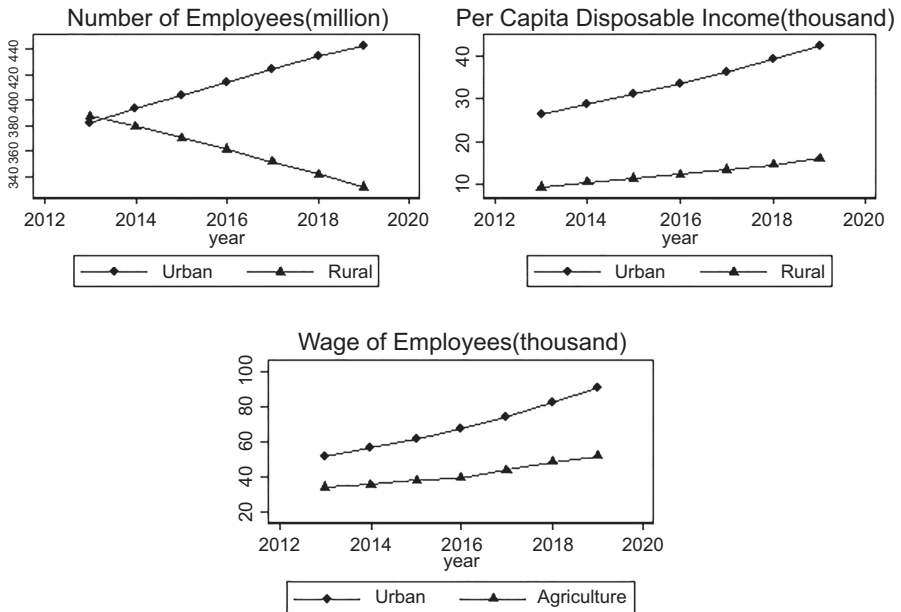 Number of Employees(million)
440
420
400
380
360
340
2012 2014 2016 2018 2020
year
Urban Rural
Per Capita Disposable Income(thousand)
40
30
20
10
2012 2014 2016 2018 2020
year
Urban Rural
Wage of Employees(thousand)
100
80
60
40
20
2012 2014 2016 2018 2020
year
Urban Agriculture